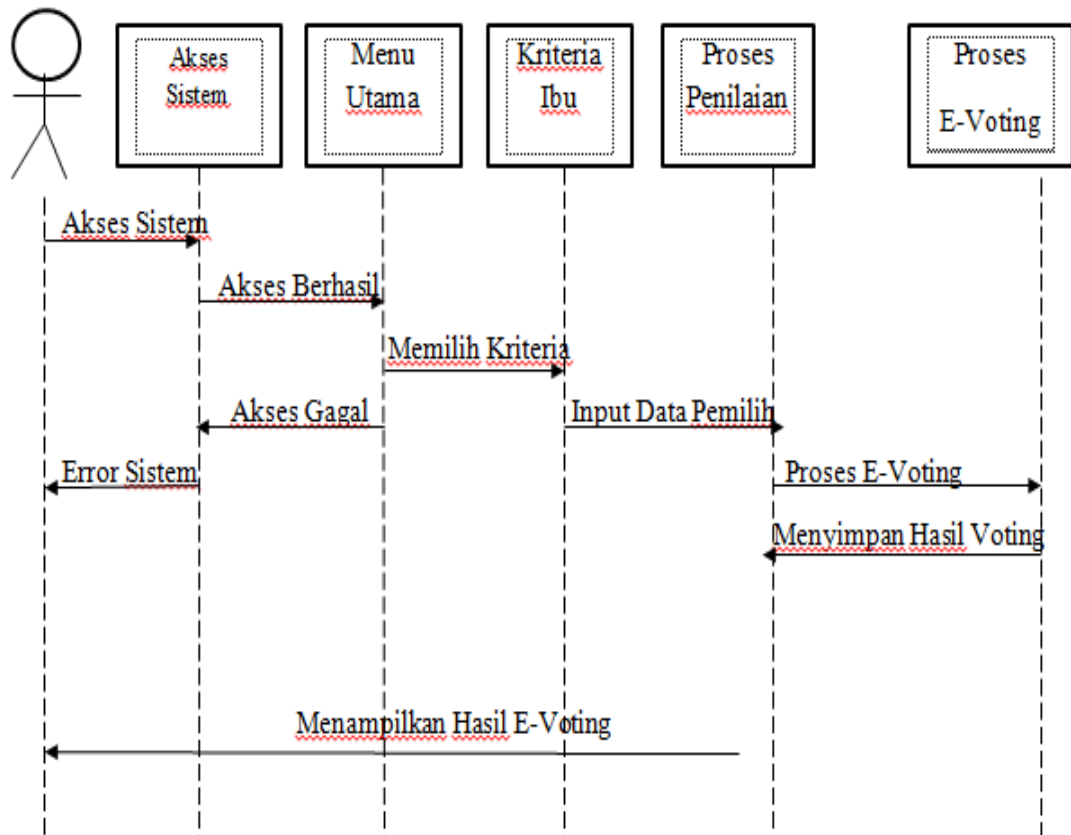 Akses
Sistem
Menu
Utama
Kriteria
Ibu
Proses
Penilaian
Proses
E-Voting
Akses Sistem
Akses Berhasil
Memilih Kriteria
Akses Gagal
Input Data Pemilih
Error Sistem
Proses E-Voting
Menyimpan Hasil Voting
Menampilkan Hasil E-Voting